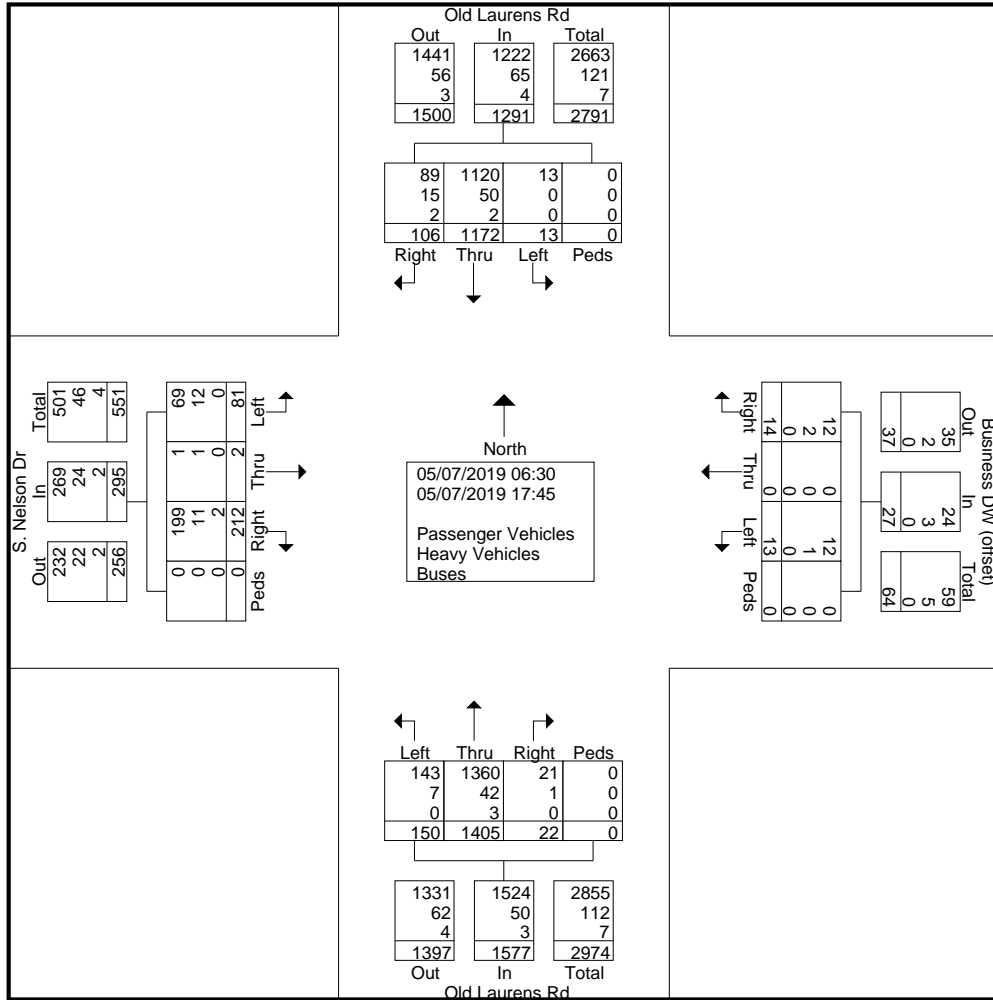 Old Laurens Rd
Out In Total
1441 1222 2663
56 65 121
3 4 7
1500 1291 2791
89 1120 13 0
15 50 0 0
2 2 0 0
106 1172 13 0
Right Thru Left Peds
S. Nelson Dr
Total In Out
501 269 232
46 24 22
4 2 2
551 295 256
69 1 199 0
12 1 11 0
0 0 2 0
81 2 212 0
Left Thru Right Peds
North
05/07/2019 06:30
05/07/2019 17:45
Passenger Vehicles
Heavy Vehicles
Buses
Business DW (offset)
Out In Total
35 24 59
2 3 5
0 0 0
37 27 64
12 0 12 0
2 0 1 0
0 0 0 0
14 0 13 0
Right Thru Left Peds
Left Thru Right Peds
143 1360 21 0
7 42 1 0
0 3 0 0
150 1405 22 0
1331 1524 2855
62 50 112
4 3 7
1397 1577 2974
Out In Total
Old Laurens Rd